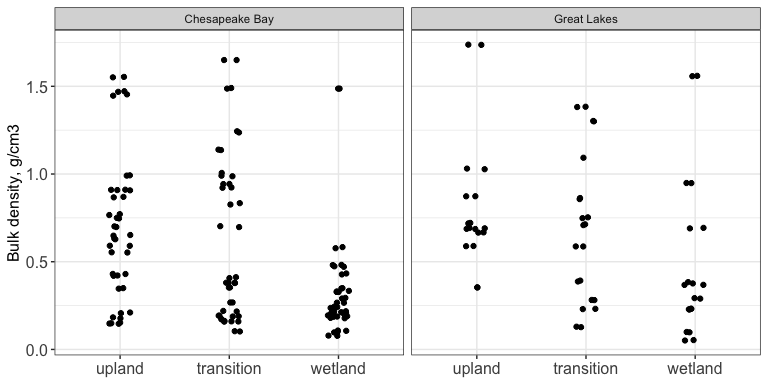 Chesapeake Bay
Great Lakes
Bulk density, g/cm3
1.5
1.0
0.5
0.0
upland
transition
wetland
upland
transition
wetland